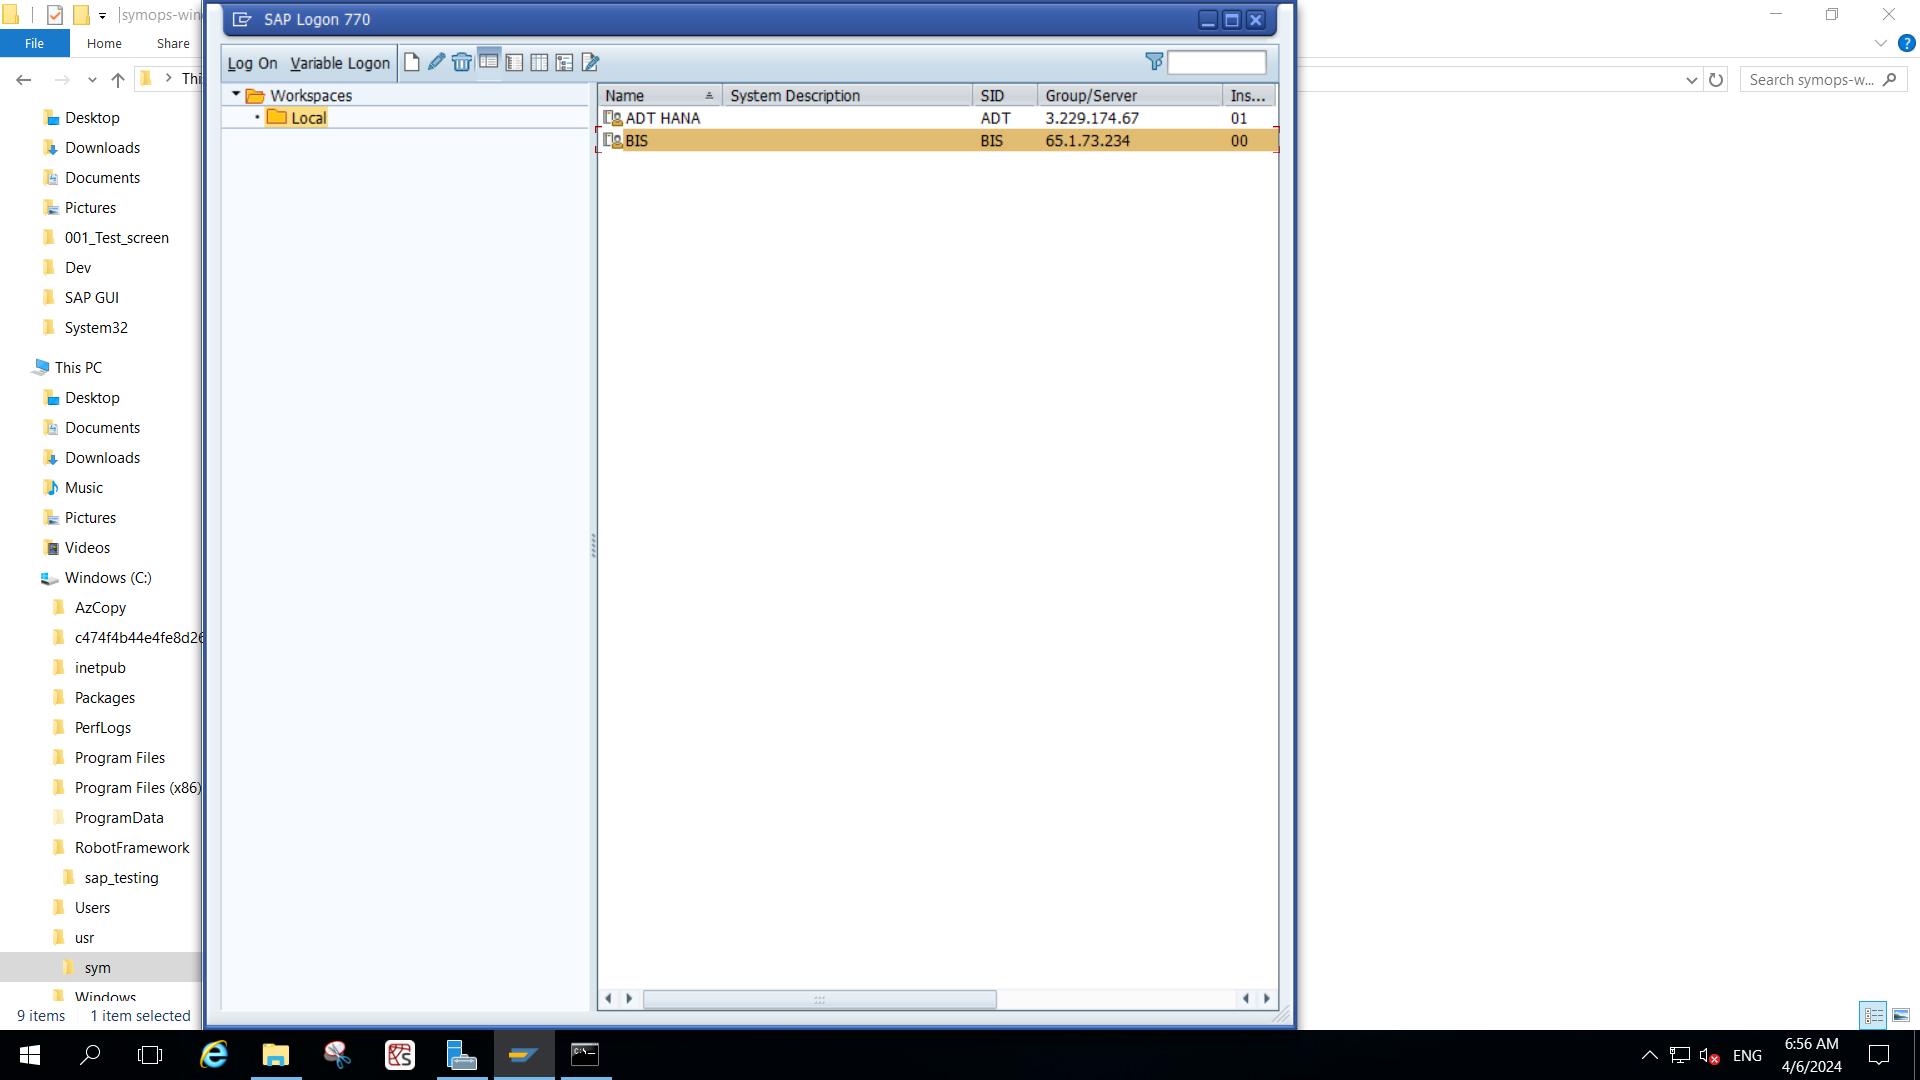 symops-win
SAP Logon 770
File
Home
Share
Log On
Variable Logon
Search symops-w...
Workspaces
Local
Name
System Description
SID
Group/Server
Ins...
ADT HANA
ADT
3.229.174.67
01
BIS
BIS
65.1.73.234
00
Desktop
Downloads
Documents
Pictures
001_Test_screen
Dev
SAP GUI
System32
This PC
Desktop
Documents
Downloads
Music
Pictures
Videos
Windows (C:)
AzCopy
c474f4b44e4fe8d26
inetpub
Packages
PerfLogs
Program Files
Program Files (x86)
ProgramData
RobotFramework
sap_testing
Users
usr
sym
Windows
9 items
1 item selected
ENG
6:56 AM
4/6/2024